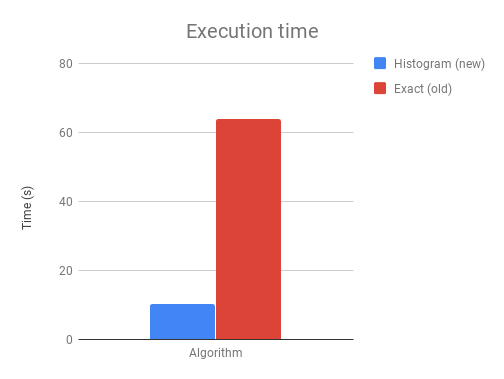 Execution time
Histogram (new)
Exact (old)
Time (s)
80
60
40
20
0
Algorithm